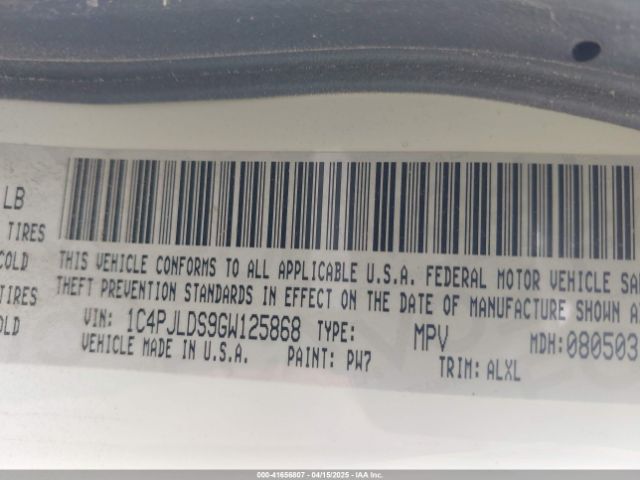 LB
TIRES
COLD
TIRES
OLD
THIS VEHICLE CONFORMS TO ALL APPLICABLE U.S.A. FEDERAL MOTOR VEHICLE SA
THEFT PREVENTION STANDARDS IN EFFECT ON THE DATE OF MANUFACTURE SHOWN A
VIN: 1C4PJLDS9GW125868 TYPE: MPV MDH:080503
VEHICLE MADE IN U.S.A. PAINT: PW7 TRIM: ALXL
000-41656807 - 04/15/2025 - IAA Inc.